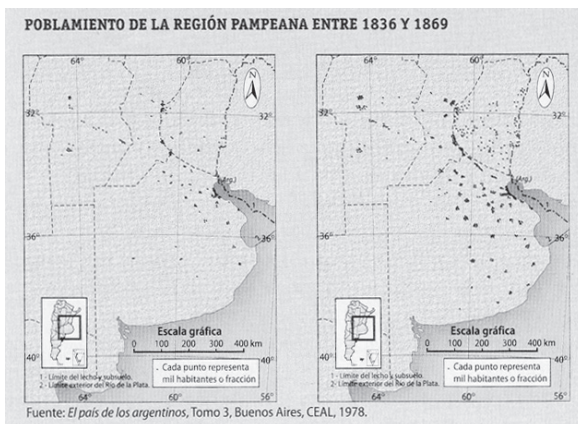 POBLAMIENTO DE LA REGIÓN PAMPEANA ENTRE 1836 Y 1869
64° 60°
N
32° 32°
(Arg.)
36° 36°
Escala gráfica
0 100 200 300 400 km
40° 40°
. Cada punto representa
mil habitantes o fracción
1 - Límite del lecho y subsuelo.
2- Límite exterior del Río de la Plata.
64° 60° 56°
64° 60°
N
32° 32°
(Arg.)
36° 36°
Escala gráfica
0 100 200 300 400 km
40° 40°
. Cada punto representa
mil habitantes o fracción
1 - Límite del lecho y subsuelo.
2- Límite exterior del Río de la Plata.
64° 60° 56°
Fuente: El país de los argentinos, Tomo 3, Buenos Aires, CEAL, 1978.